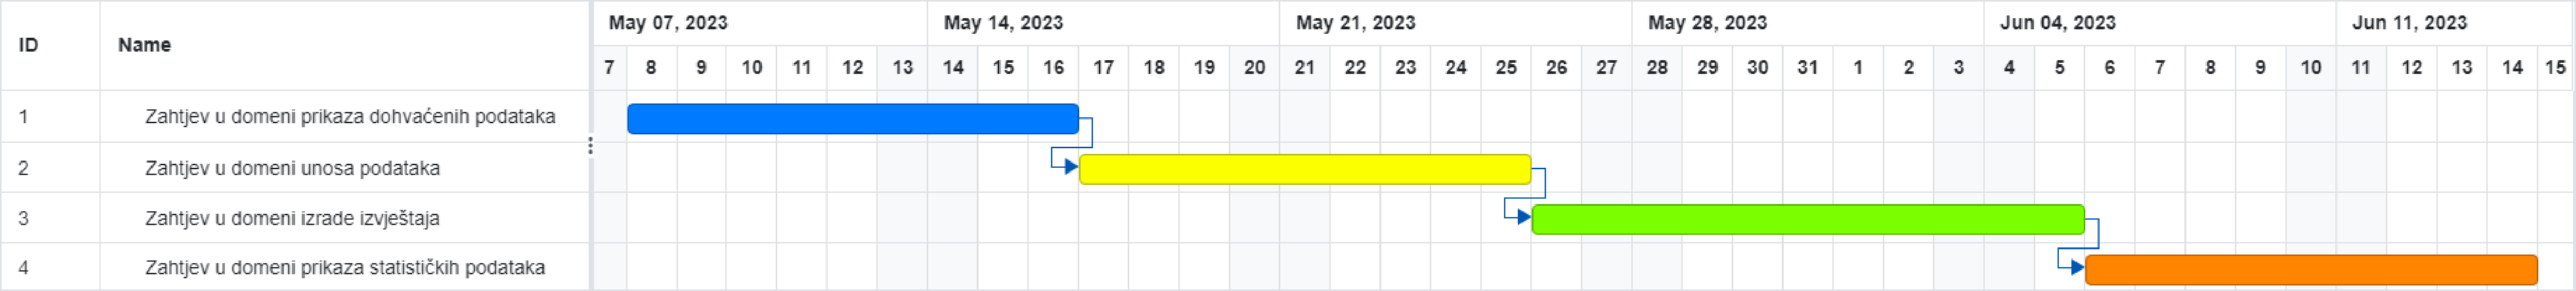 ID Name May 07, 2023 May 14, 2023 May 21, 2023 May 28, 2023 Jun 04, 2023 Jun 11, 2023
7 8 9 10 11 12 13 14 15 16 17 18 19 20 21 22 23 24 25 26 27 28 29 30 31 1 2 3 4 5 6 7 8 9 10 11 12 13 14 15
1 Zahtjev u domeni prikaza dohvaćenih podataka
2 Zahtjev u domeni unosa podataka
3 Zahtjev u domeni izrade izvještaja
4 Zahtjev u domeni prikaza statističkih podataka